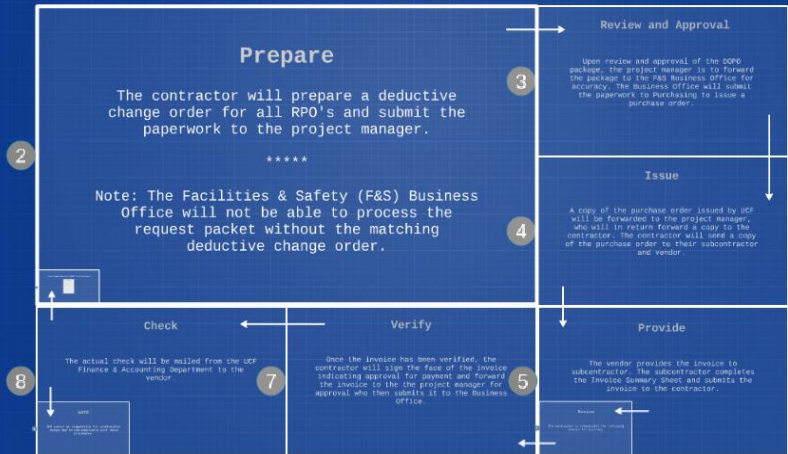 Prepare
The contractor will prepare a deductive
change order for all RPO's and submit the
paperwork to the project manager.
*****
Note: The Facilities & Safety (F&S) Business
Office will not be able to process the
request packet without the matching
deductive change order.
2
3
Review and Approval
Upon review and approval of the DOPO
package, the project manager is to forward
the package to the F&S Business Office for
accuracy. The Business Office will submit
the paperwork to Purchasing to issue a
purchase order.
4
Issue
A copy of the purchase order issued by UCF
will be forwarded to the project manager,
who will in return forward a copy to the
contractor. The contractor will send a copy
of the purchase order to their subcontractor
and vendor.
5
Provide
The vendor provides the invoice to
subcontractor. The subcontractor completes
the Invoice Summary Sheet and submits the
invoice to the contractor.
7
Verify
Once the invoice has been verified, the
contractor will sign the face of the invoice
indicating approval for payment and forward
the invoice to the the project manager for
approval who then submits it to the Business
Office.
8
Check
The actual check will be mailed from the UCF
Finance & Accounting Department to the
vendor.